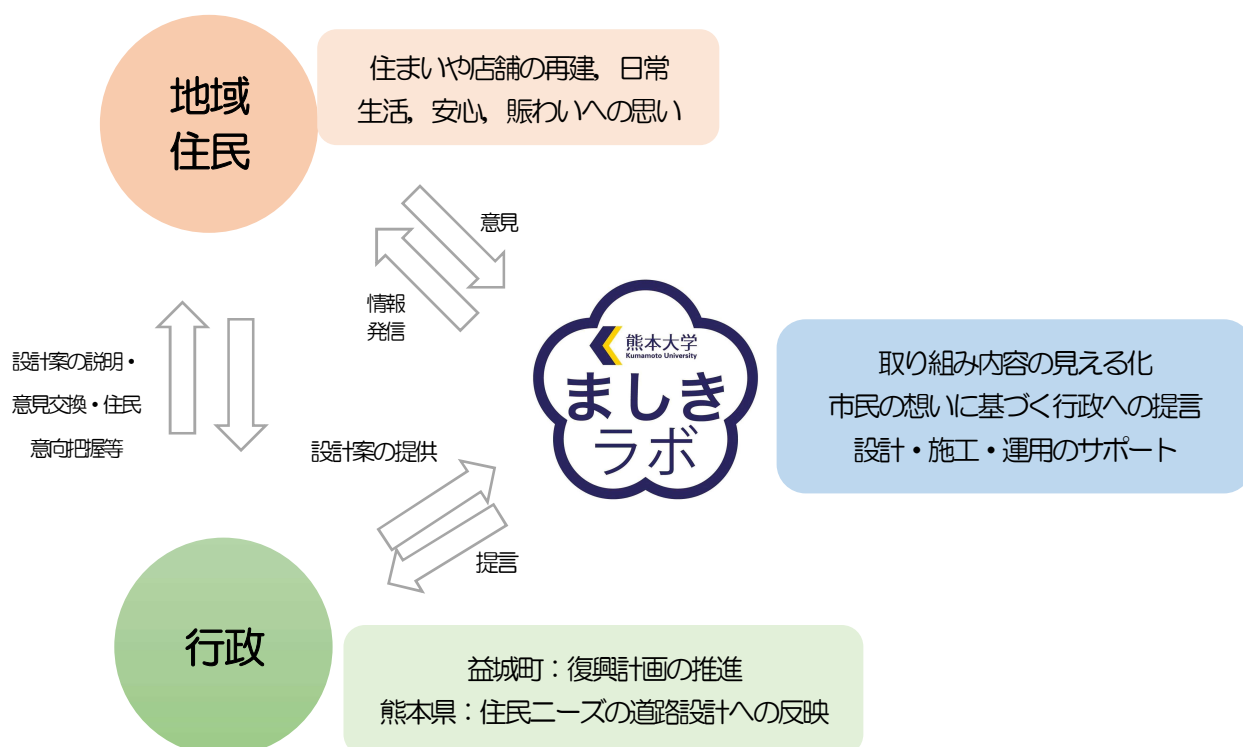 地域
住民
住まいや店舗の再建，日常
生活，安心，賑わいへの思い
意見
情報
発信
設計案の説明・
意見交換・住民
意向把握等
熊本大学
Kumamoto University
ましき
ラボ
取り組み内容の見える化
市民の想いに基づく行政への提言
設計・施工・運用のサポート
設計案の提供
提言
行政
益城町：復興計画の推進
熊本県：住民ニーズの道路設計への反映